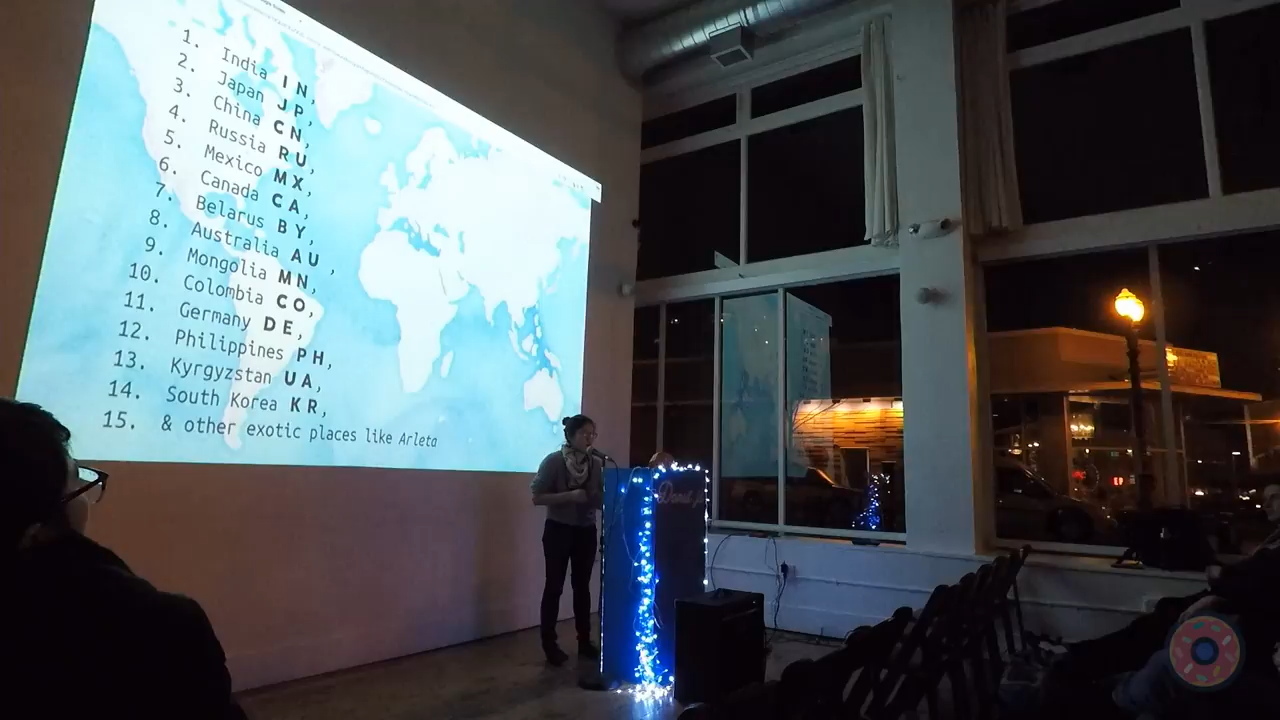 1. India IN,
2. Japan JP,
3. China CN,
4. Russia RU,
5. Mexico MX,
6. Canada CA,
7. Belarus BY,
8. Australia AU ,
9. Mongolia MN,
10. Colombia CO,
11. Germany DE,
12. Philippines PH,
13. Kyrgyzstan UA,
14. South Korea KR,
15. & other exotic places like Arleta